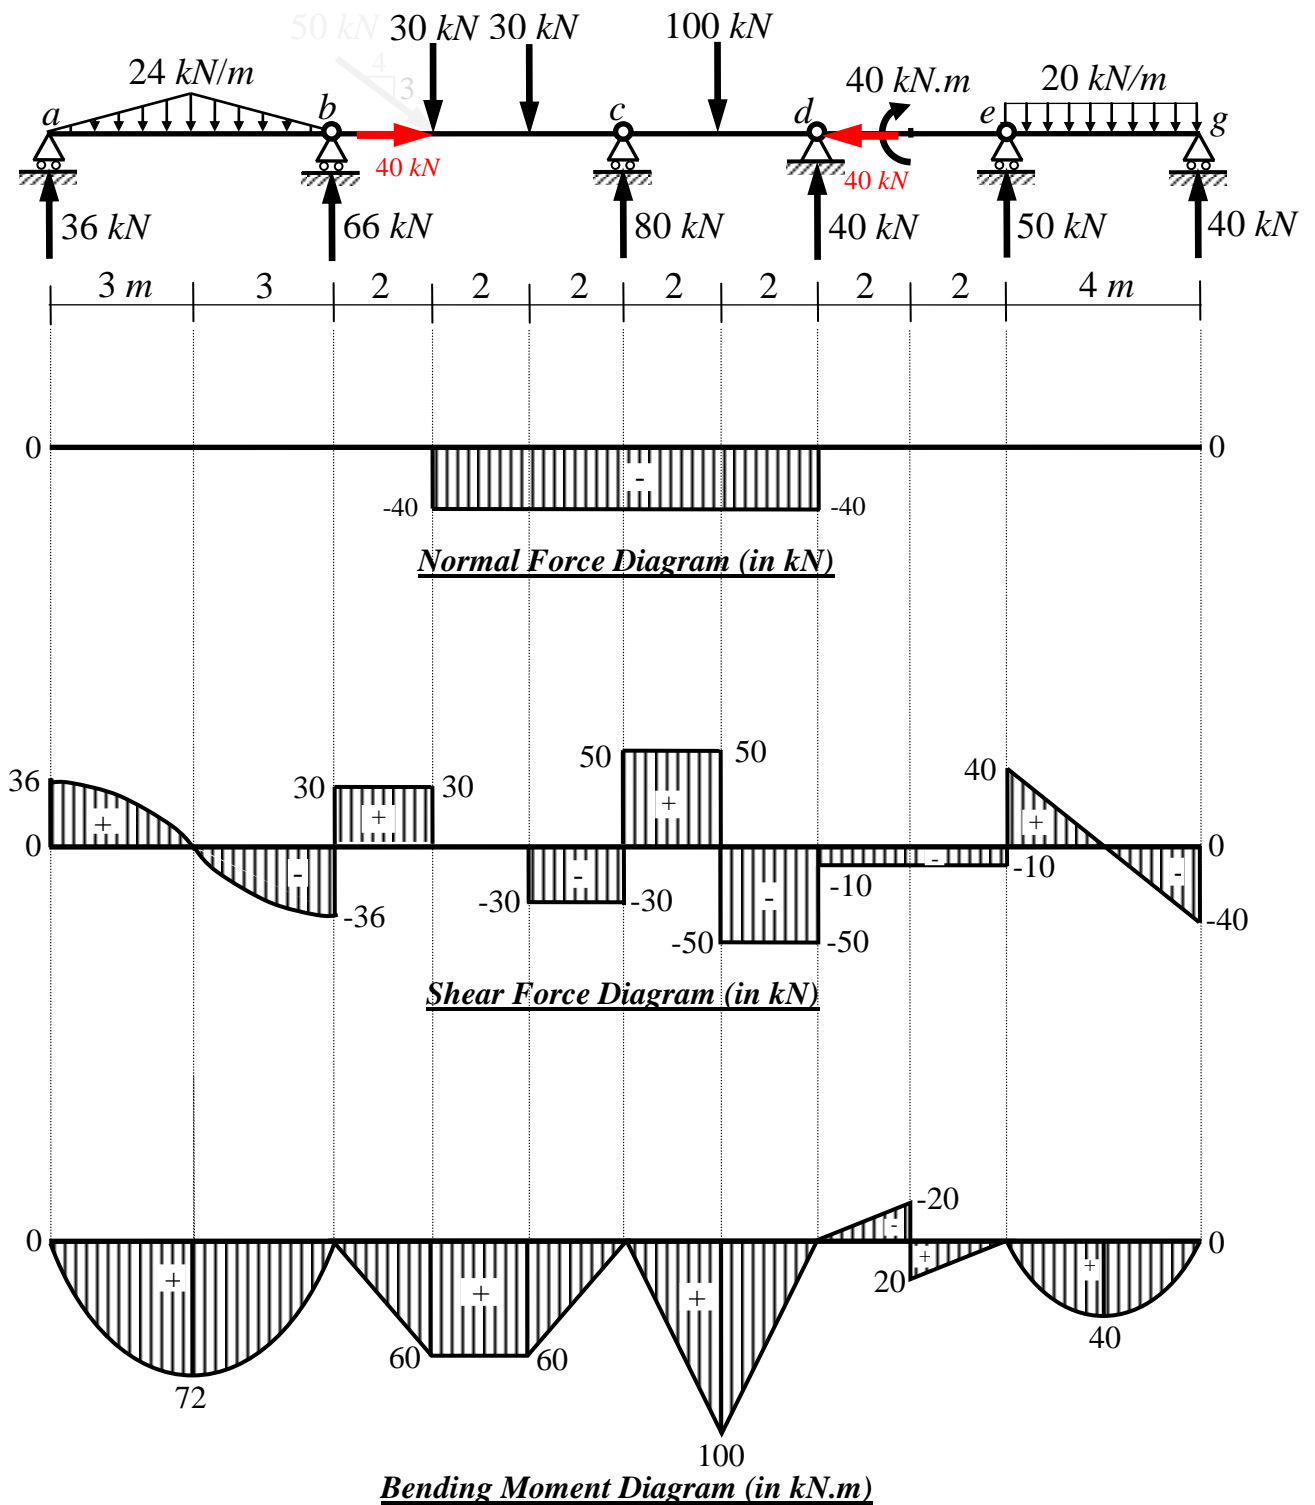 50 kN 30 kN 30 kN 100 kN
4
3
24 kN/m 40 kN.m 20 kN/m
a b c d e g
40 kN 40 kN
36 kN 66 kN 80 kN 40 kN 50 kN 40 kN
3 m 3 2 2 2 2 2 2 2 4 m
0 0
-
-40 -40
Normal Force Diagram (in kN)
50 50
36 30 30 40
+ + + +
0 0
- - - - -
-10 -10
-30 -30
-36 -40
-50 -50
Shear Force Diagram (in kN)
-20
-
0 0
+ + + + +
20
40
60 60
72
100
Bending Moment Diagram (in kN.m)